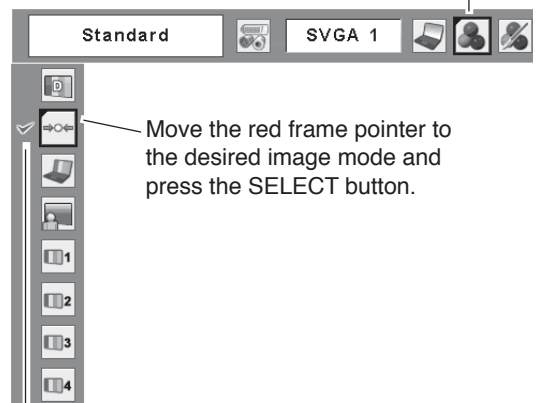 Standard
SVGA 1
D
Move the red frame pointer to
the desired image mode and
press the SELECT button.
1
2
3
4